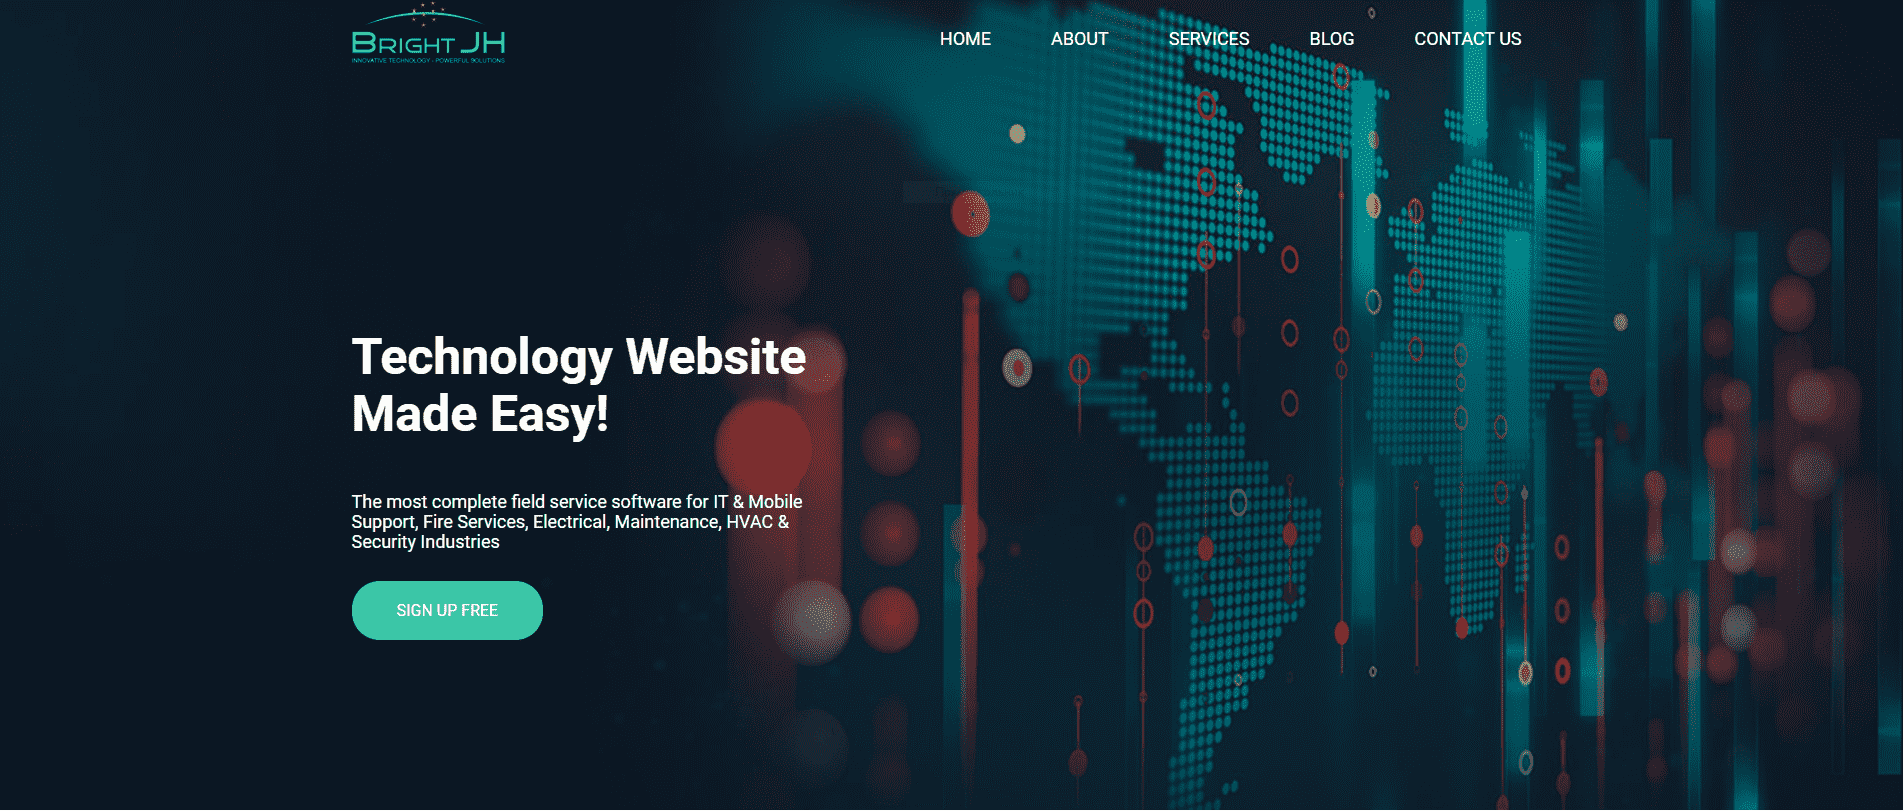 BRIGHT JH
INNOVATIVE TECHNOLOGY - POWERFUL SOLUTIONS
HOME
ABOUT
SERVICES
BLOG
CONTACT US
Technology Website
Made Easy!
The most complete field service software for IT & Mobile
Support, Fire Services, Electrical, Maintenance, HVAC &
Security Industries
SIGN UP FREE